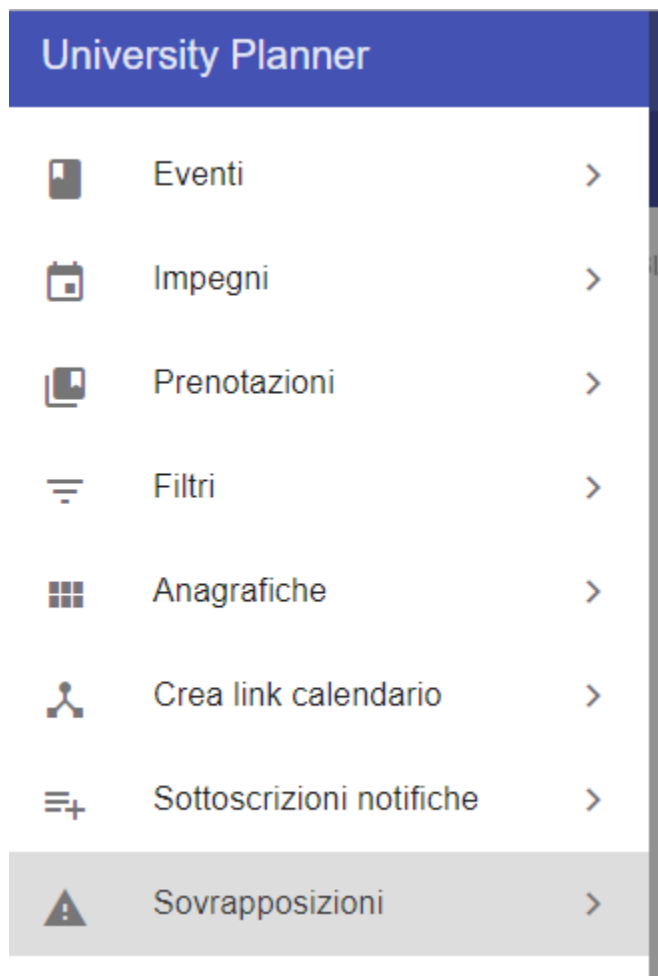 University Planner
Eventi
Impegni
Prenotazioni
Filtri
Anagrafiche
Crea link calendario
Sottoscrizioni notifiche
Sovrapposizioni